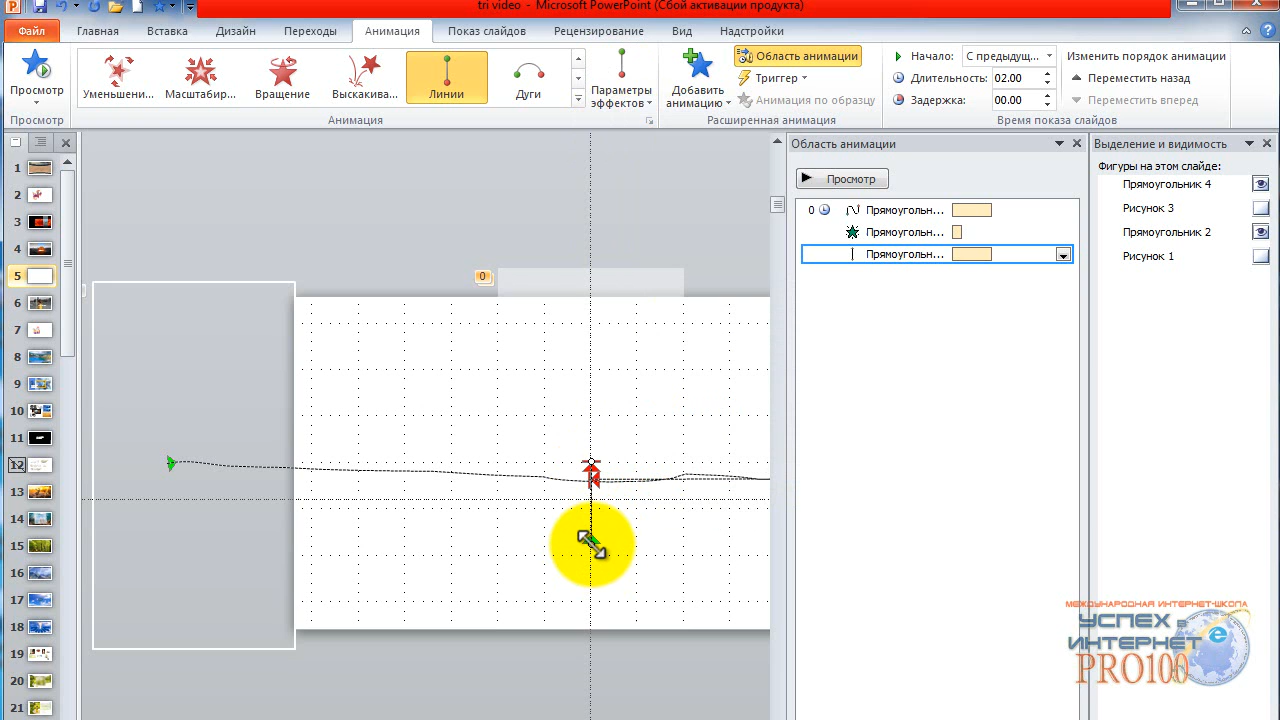 tri video - Microsoft PowerPoint (Сбой активации продукта)
Файл Главная Вставка Дизайн Переходы Анимация Показ слайдов Рецензирование Вид Надстройки
Просмотр
Уменьшени... Масштабир... Вращение Выскакива... Линии Дуги
Параметры эффектов
Добавить анимацию
Область анимации
Триггер
Анимация по образцу
Начало: С предыдущ...
Длительность: 02.00
Задержка: 00.00
Изменить порядок анимации
Переместить назад
Переместить вперед
Просмотр Анимация Расширенная анимация Время показа слайдов
Область анимации
Просмотр
0 Прямоугольн...
Прямоугольн...
Прямоугольн...
Выделение и видимость
Фигуры на этом слайде:
Прямоугольник 4
Рисунок 3
Прямоугольник 2
Рисунок 1
1
2
3
4
5
6
7
8
9
10
11
12
13
14
15
16
17
18
19
20
21
0
МЕЖДУНАРОДНАЯ ИНТЕРНЕТ-ШКОЛА
УСПЕХ в
ИНТЕРНЕТ
PRO100